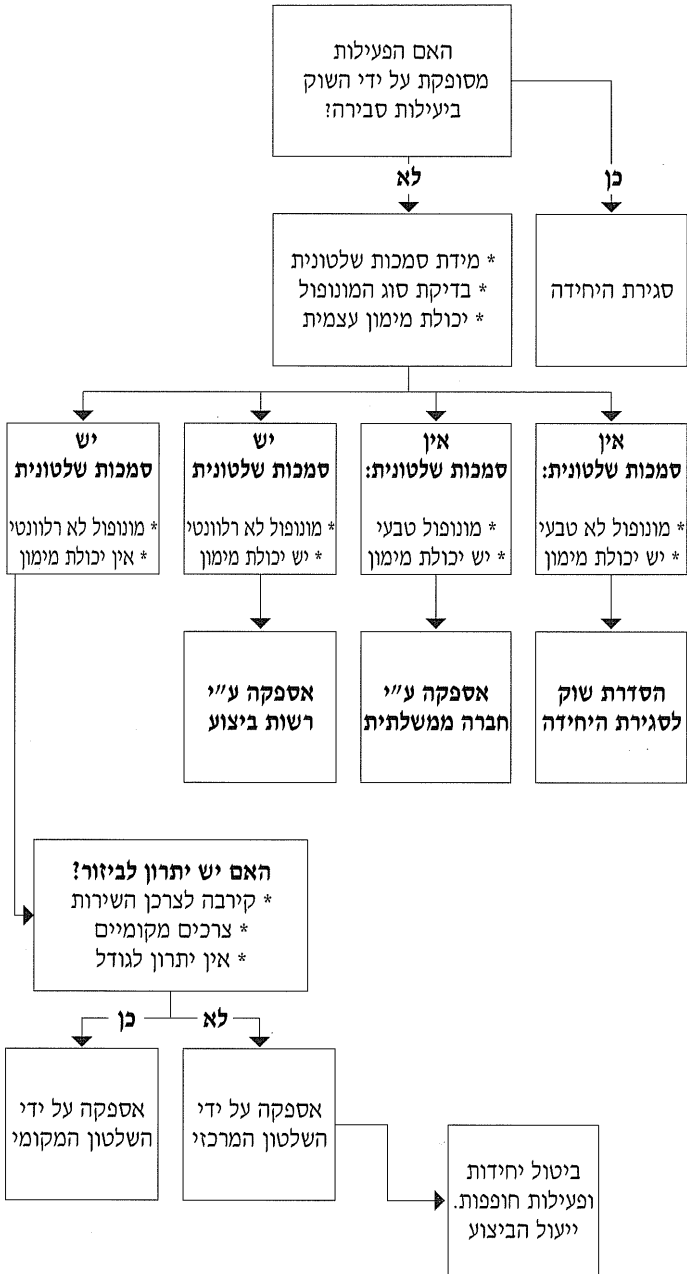 האם הפעילות
מסופקת על ידי השוק
ביעילות סבירה?
לא
כן
* מידת סמכות שלטונית
* בדיקת סוג המונופול
* יכולת מימון עצמית
סגירת היחידה
אין
סמכות שלטונית:
* מונופול לא טבעי
* יש יכולת מימון
אין
סמכות שלטונית:
* מונופול טבעי
* יש יכולת מימון
יש
סמכות שלטונית
* מונופול לא רלוונטי
* יש יכולת מימון
יש
סמכות שלטונית
* מונופול לא רלוונטי
* אין יכולת מימון
הסדרת שוק
לסגירת היחידה
אספקה ע״י
חברה ממשלתית
אספקה ע״י
רשות ביצוע
האם יש יתרון לביזור?
* קירבה לצרכן השירות
* צרכים מקומיים
* אין יתרון לגודל
לא
כן
אספקה על ידי
השלטון המרכזי
אספקה על ידי
השלטון המקומי
ביטול יחידות
ופעילות חופפות.
ייעול הביצוע